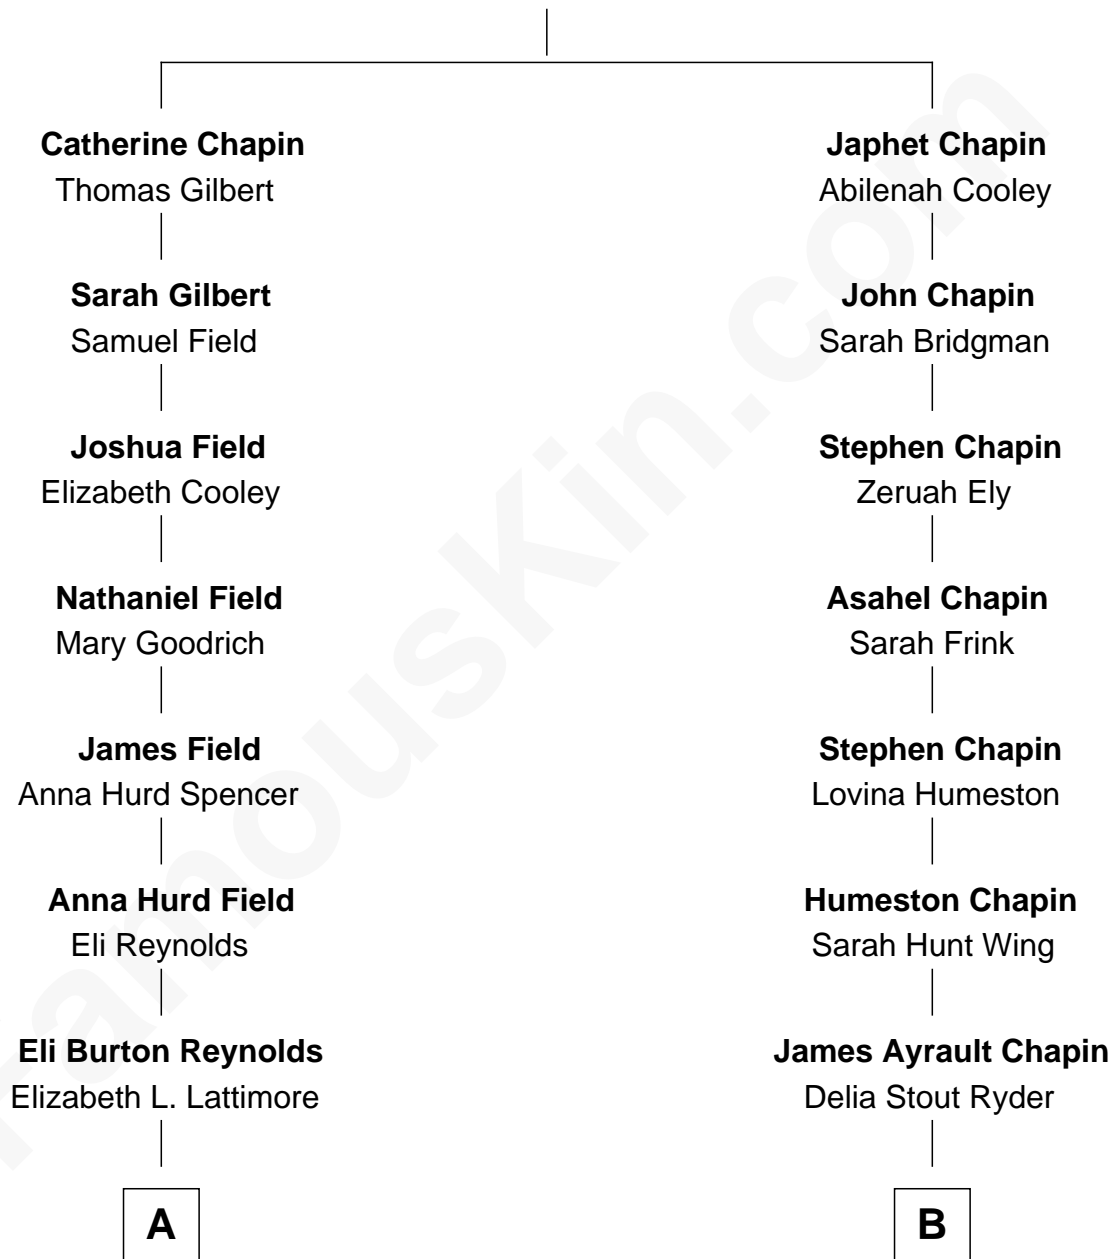 Catherine Chapin
Thomas Gilbert
Sarah Gilbert
Samuel Field
Joshua Field
Elizabeth Cooley
Nathaniel Field
Mary Goodrich
James Field
Anna Hurd Spencer
Anna Hurd Field
Eli Reynolds
Eli Burton Reynolds
Elizabeth L. Lattimore
A
Japhet Chapin
Abilenah Cooley
John Chapin
Sarah Bridgman
Stephen Chapin
Zeruah Ely
Asahel Chapin
Sarah Frink
Stephen Chapin
Lovina Humeston
Humeston Chapin
Sarah Hunt Wing
James Ayrault Chapin
Delia Stout Ryder
B
FamousKin.com